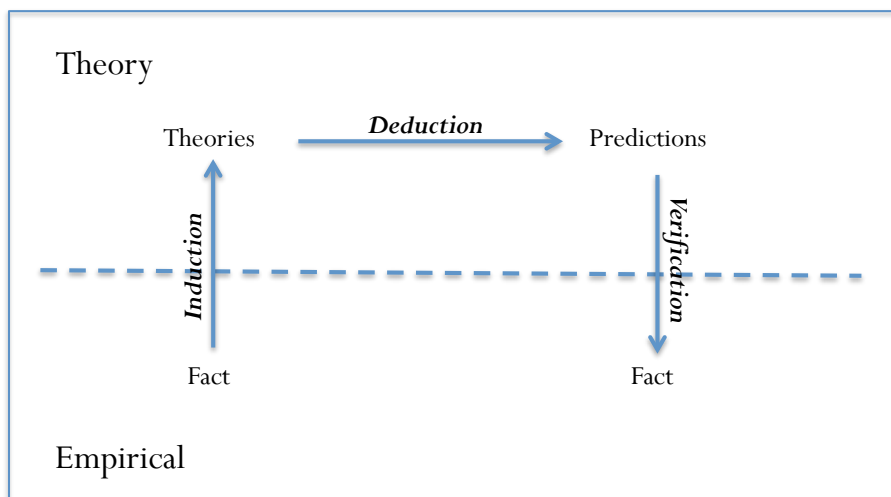 Theory
Deduction
Theories
Predictions
Induction
Verification
Fact
Fact
Empirical